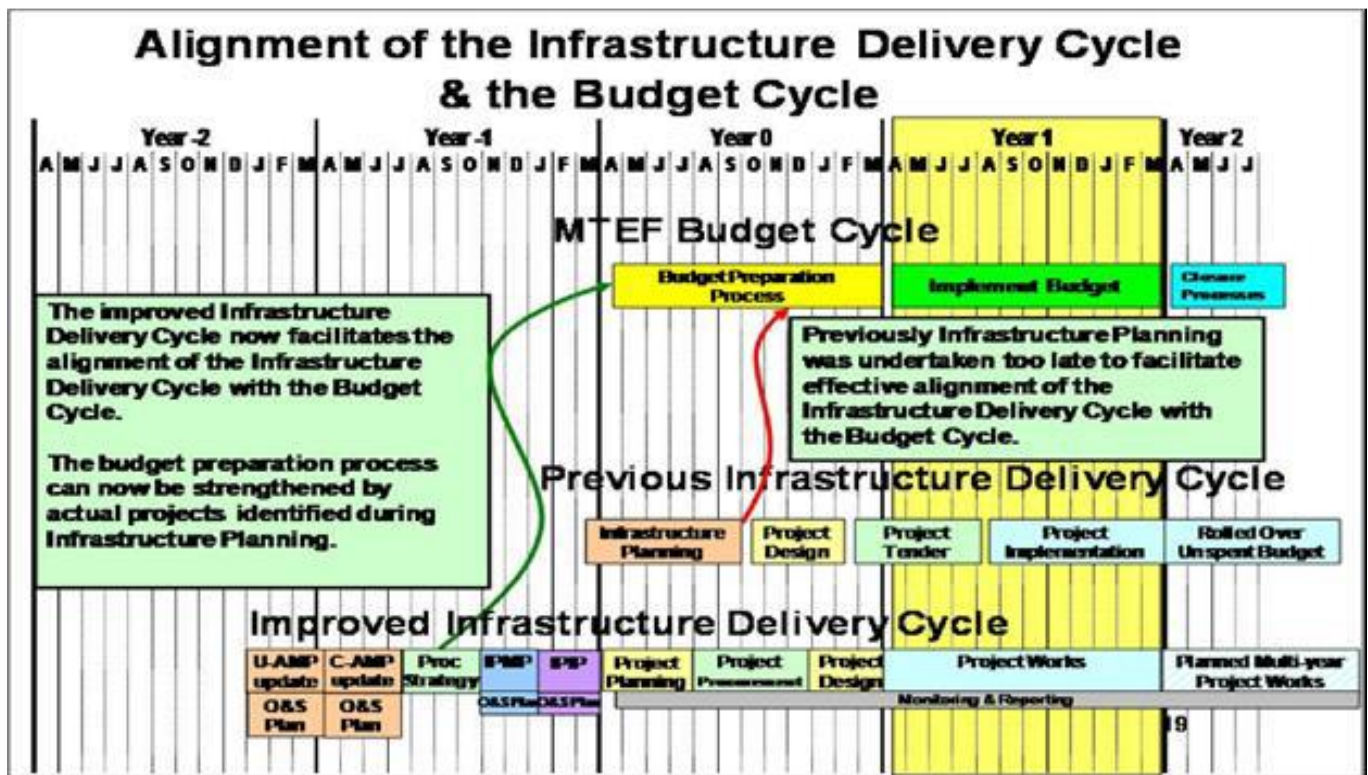 Alignment of the Infrastructure Delivery Cycle
& the Budget Cycle
Year -2 Year -1 Year 0 Year 1 Year 2
A M J J A S O N D J F M A M J J A S O N D J F M A M J J A S O N D J F M A M J J A S O N D J F M A M J J
MTEF Budget Cycle
Budget Preparation
Process
Implement Budget
Closure
Processes
The improved Infrastructure
Delivery Cycle now facilitates the
alignment of the Infrastructure
Delivery Cycle with the Budget
Cycle.
The budget preparation process
can now be strengthened by
actual projects identified during
Infrastructure Planning.
Previously Infrastructure Planning
was undertaken too late to facilitate
effective alignment of the
Infrastructure Delivery Cycle with
the Budget Cycle.
Previous Infrastructure Delivery Cycle
Infrastructure
Planning
Project
Design
Project
Tender
Project
Implementation
Rolled Over
Unspent Budget
Improved Infrastructure Delivery Cycle
U-AMP
update
C-AMP
update
Proc
Strategy
IPMP
IPIP
Project
Planning
Project
Procurement
Project
Design
Project Works
Planned Multi-year
Project Works
O&S
Plan
O&S
Plan
O&S Plan
O&S Plan
Monitoring & Reporting
19